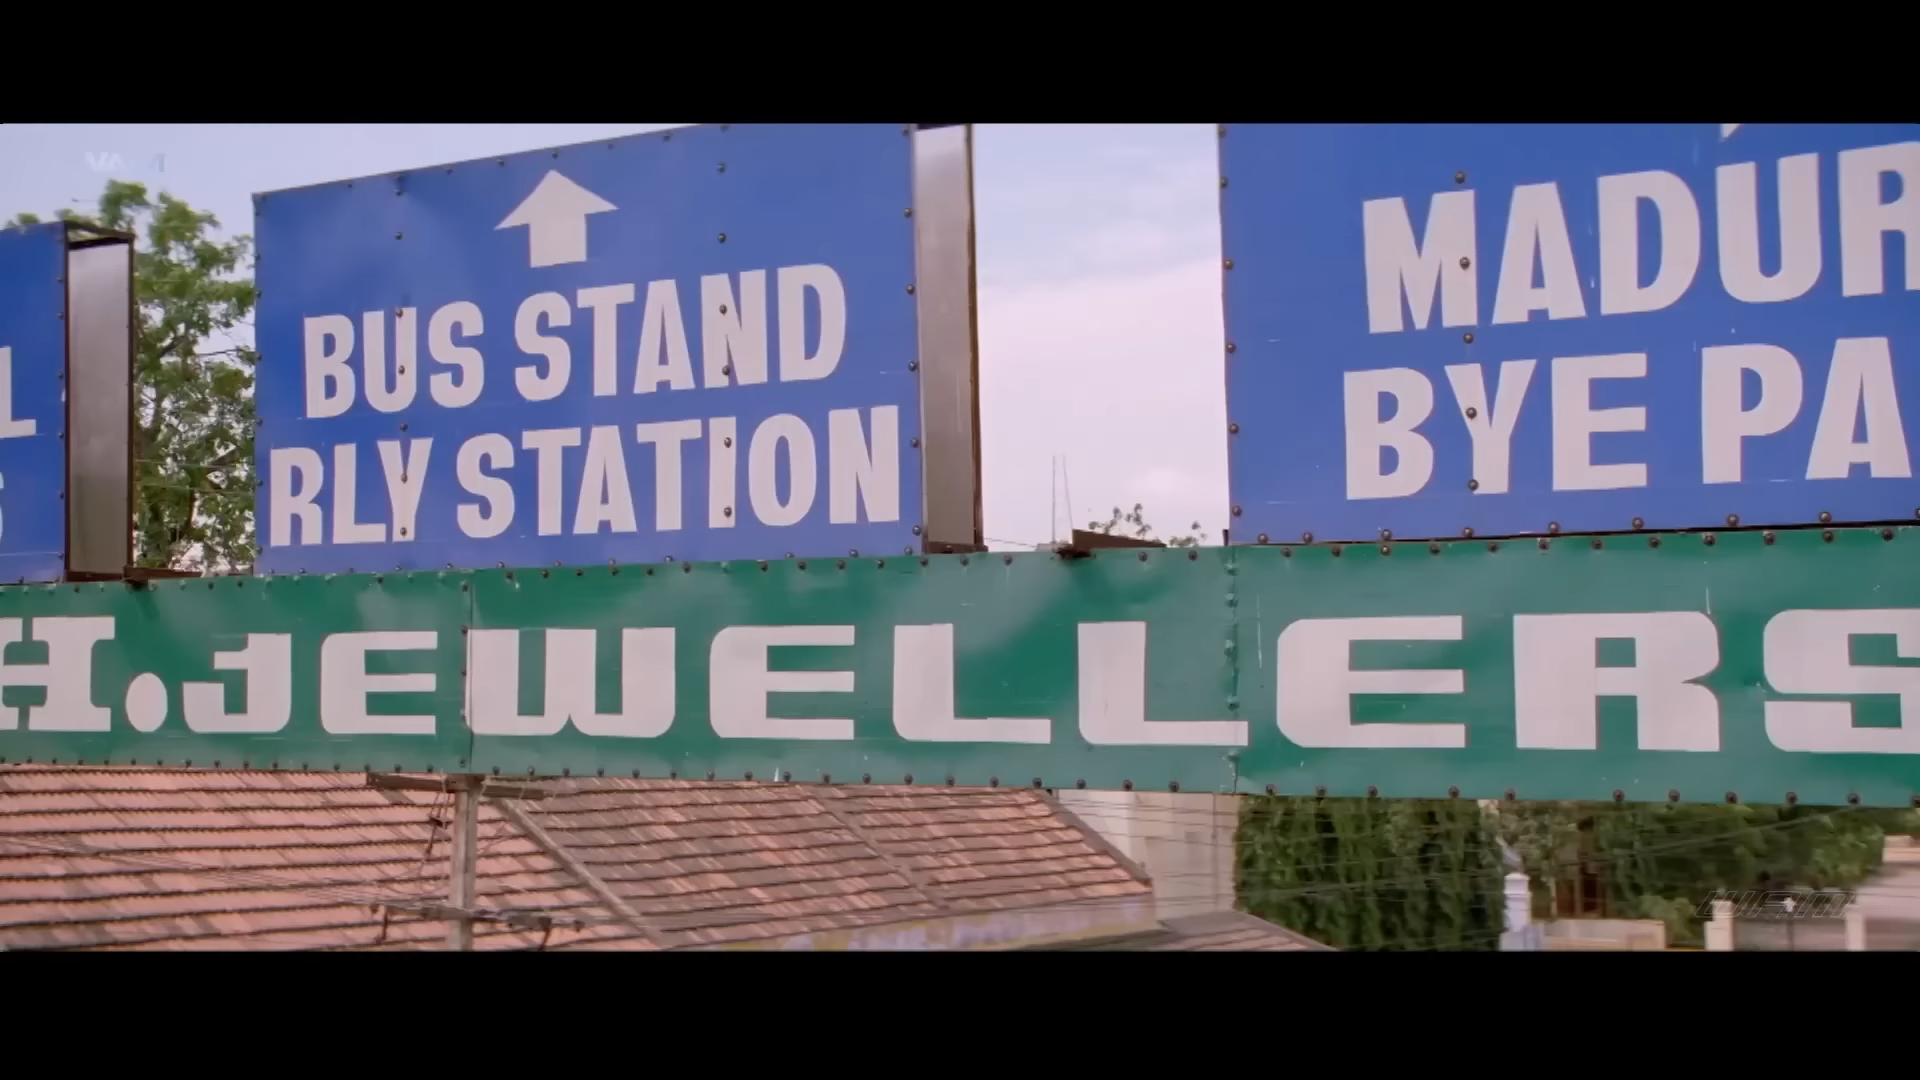 BUS STAND
RLY STATION
MADUR
BYE PA
H.JEWELLERS